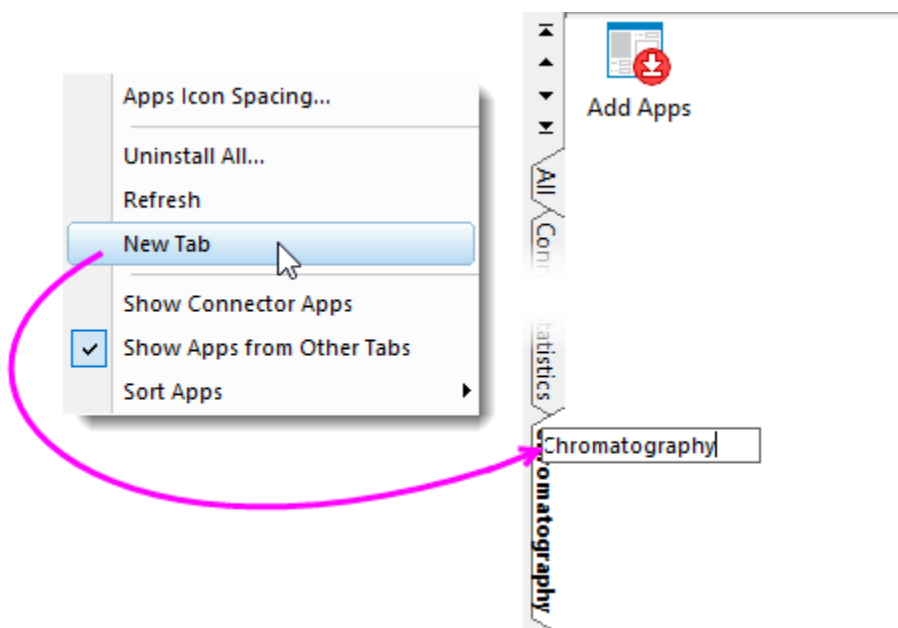 Apps Icon Spacing...
Uninstall All...
Refresh
New Tab
Show Connector Apps
Show Apps from Other Tabs
Sort Apps
Add Apps
All
Chromatography